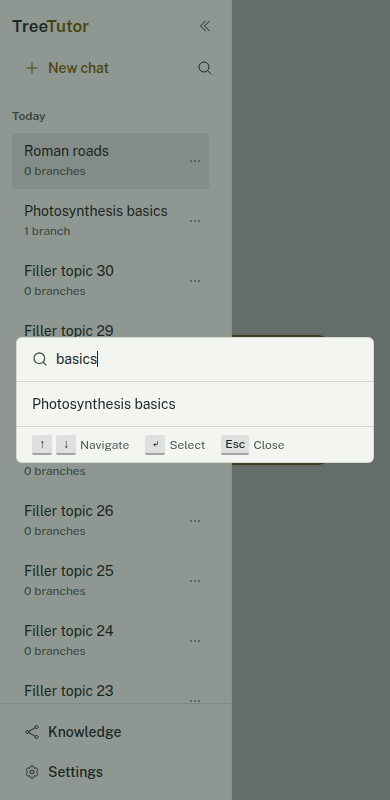 TreeTutor
New chat
Today
Roman roads
0 branches
Photosynthesis basics
1 branch
Filler topic 30
0 branches
Filler topic 29
basics
Photosynthesis basics
↑ ↓ Navigate ↵ Select Esc Close
0 branches
Filler topic 26
0 branches
Filler topic 25
0 branches
Filler topic 24
0 branches
Filler topic 23
Knowledge
Settings